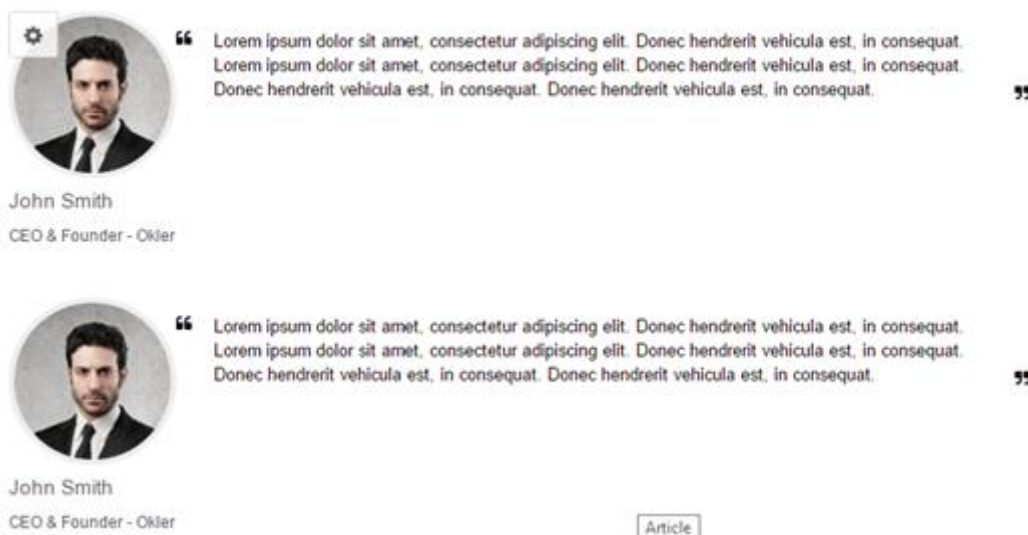 “ Lorem ipsum dolor sit amet, consectetur adipiscing elit. Donec hendrerit vehicula est, in consequat.
Lorem ipsum dolor sit amet, consectetur adipiscing elit. Donec hendrerit vehicula est, in consequat.
Donec hendrerit vehicula est, in consequat. Donec hendrerit vehicula est, in consequat. ”
John Smith
CEO & Founder - Okler
“ Lorem ipsum dolor sit amet, consectetur adipiscing elit. Donec hendrerit vehicula est, in consequat.
Lorem ipsum dolor sit amet, consectetur adipiscing elit. Donec hendrerit vehicula est, in consequat.
Donec hendrerit vehicula est, in consequat. Donec hendrerit vehicula est, in consequat. ”
John Smith
CEO & Founder - Okler
Article